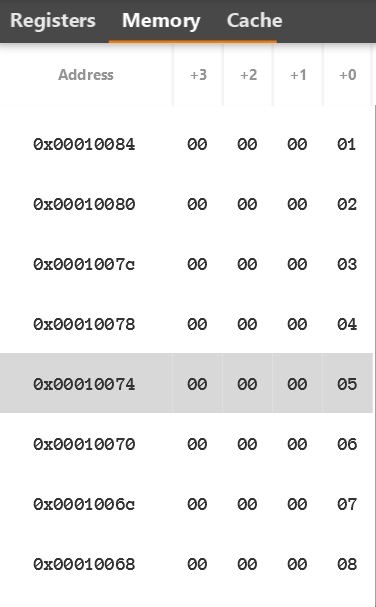 Registers Memory Cache
Address +3 +2 +1 +0
0x00010084 00 00 00 01
0x00010080 00 00 00 02
0x0001007c 00 00 00 03
0x00010078 00 00 00 04
0x00010074 00 00 00 05
0x00010070 00 00 00 06
0x0001006c 00 00 00 07
0x00010068 00 00 00 08